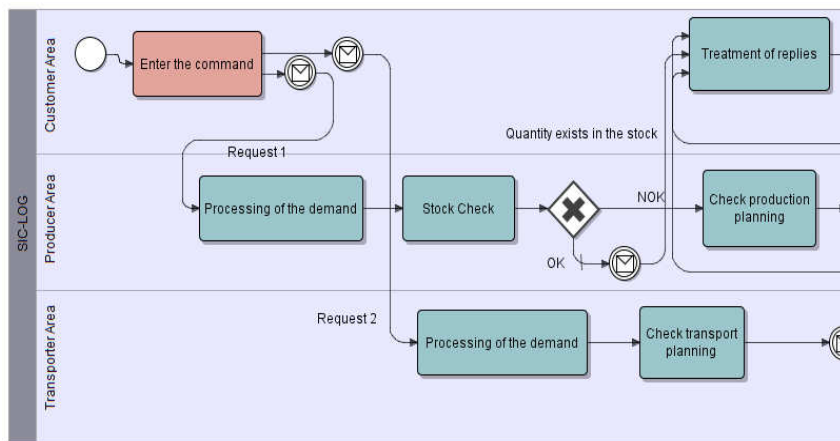 SIC-LOG
Customer Area
Enter the command
Treatment of replies
Quantity exists in the stock
Request 1
Producer Area
Processing of the demand
Stock Check
NOK
Check production
planning
OK
Transporter Area
Request 2
Processing of the demand
Check transport
planning